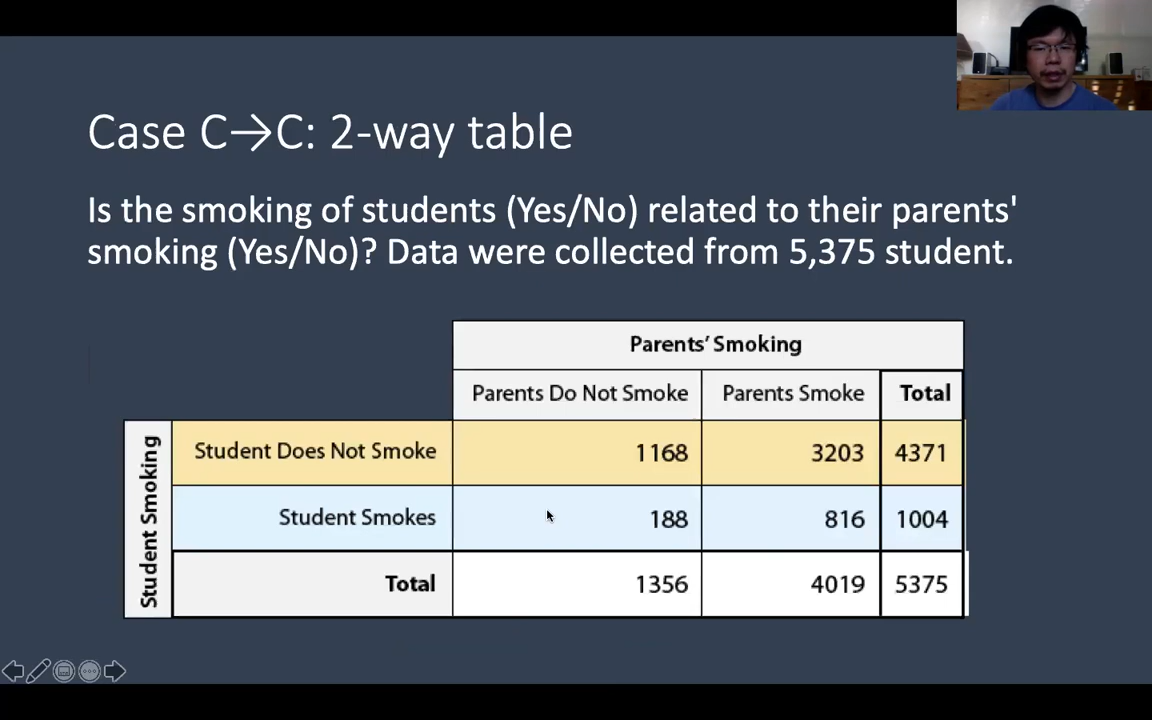 Case C→C: 2-way table
Is the smoking of students (Yes/No) related to their parents'
smoking (Yes/No)? Data were collected from 5,375 student.
Parents' Smoking
Parents Do Not Smoke Parents Smoke Total
Student Smoking
Student Does Not Smoke 1168 3203 4371
Student Smokes 188 816 1004
Total 1356 4019 5375